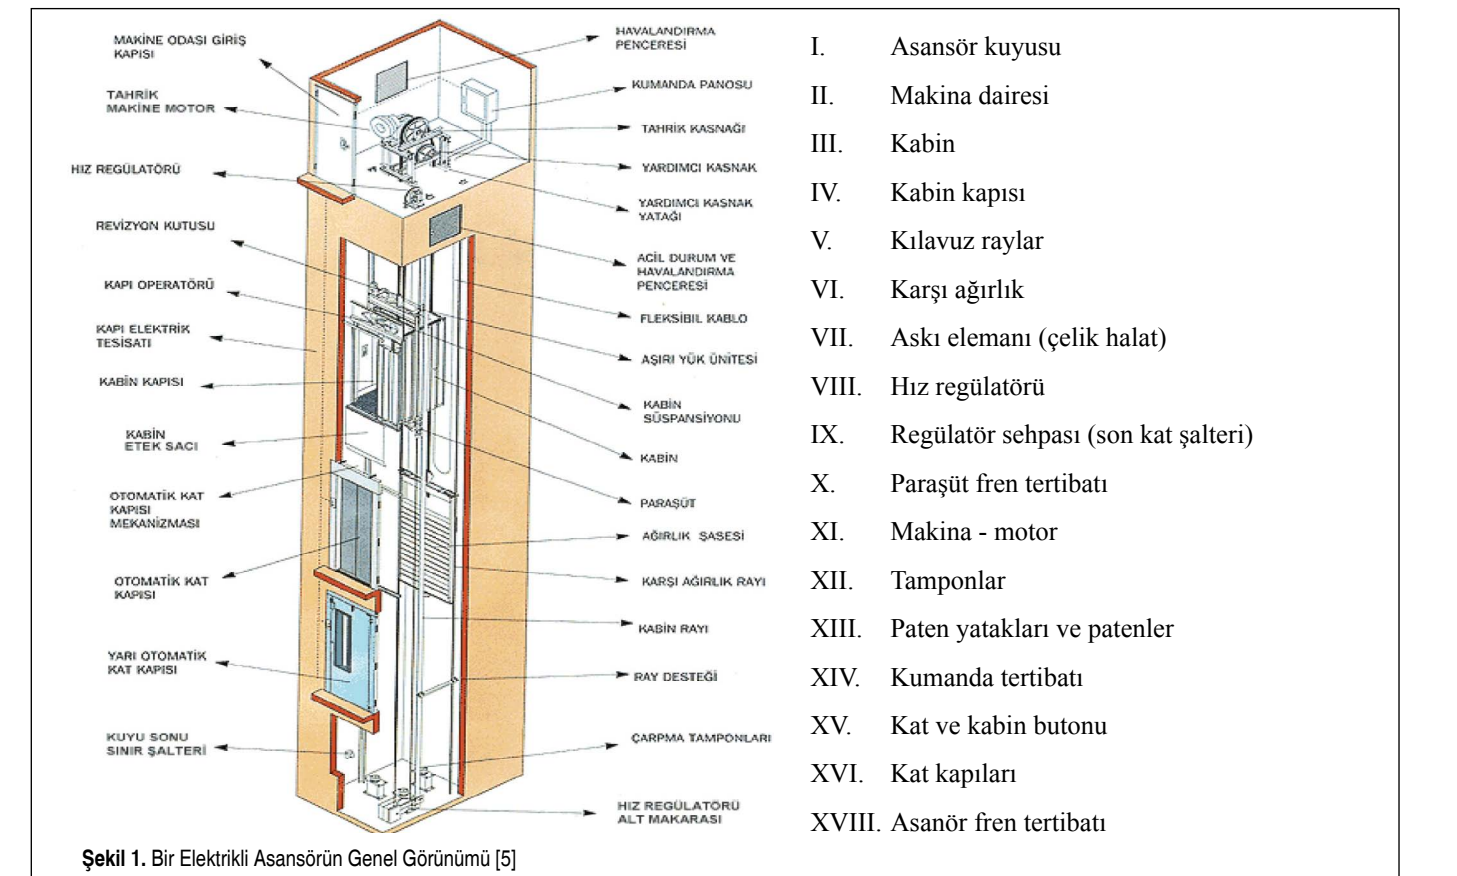 MAKİNE ODASI GİRİŞ
KAPISI
TAHRİK
MAKİNE MOTOR
HIZ REGÜLATÖRÜ
REVİZYON KUTUSU
KAPI OPERATÖRÜ
KAPI ELEKTRİK
TESİSATI
KABİN KAPISI
KABİN
ETEK SACI
OTOMATİK KAT
KAPISI
MEKANİZMASI
OTOMATİK KAT
KAPISI
YARI OTOMATİK
KAT KAPISI
KUYU SONU
SINIR ŞALTERİ
HAVALANDIRMA
PENCERESİ
KUMANDA PANOSU
TAHRİK KASNAĞI
YARDIMCI KASNAK
YARDIMCI KASNAK
YATAĞI
ACİL DURUM VE
HAVALANDIRMA
PENCERESİ
FLEKSİBIL KABLO
AŞIRI YÜK ÜNİTESİ
KABİN
SÜSPANSİYONU
KABİN
PARAŞÜT
AĞIRLIK ŞASESİ
KARŞI AĞIRLIK RAYI
KABİN RAYI
RAY DESTEĞİ
ÇARPMA TAMPONLARI
HIZ REGÜLATÖRÜ
ALT MAKARASI
I. Asansör kuyusu
II. Makina dairesi
III. Kabin
IV. Kabin kapısı
V. Kılavuz raylar
VI. Karşı ağırlık
VII. Askı elemanı (çelik halat)
VIII. Hız regülatörü
IX. Regülatör sehpası (son kat şalteri)
X. Paraşüt fren tertibatı
XI. Makina - motor
XII. Tamponlar
XIII. Paten yatakları ve patenler
XIV. Kumanda tertibatı
XV. Kat ve kabin butonu
XVI. Kat kapıları
XVIII. Asanör fren tertibatı
Şekil 1. Bir Elektrikli Asansörün Genel Görünümü [5]